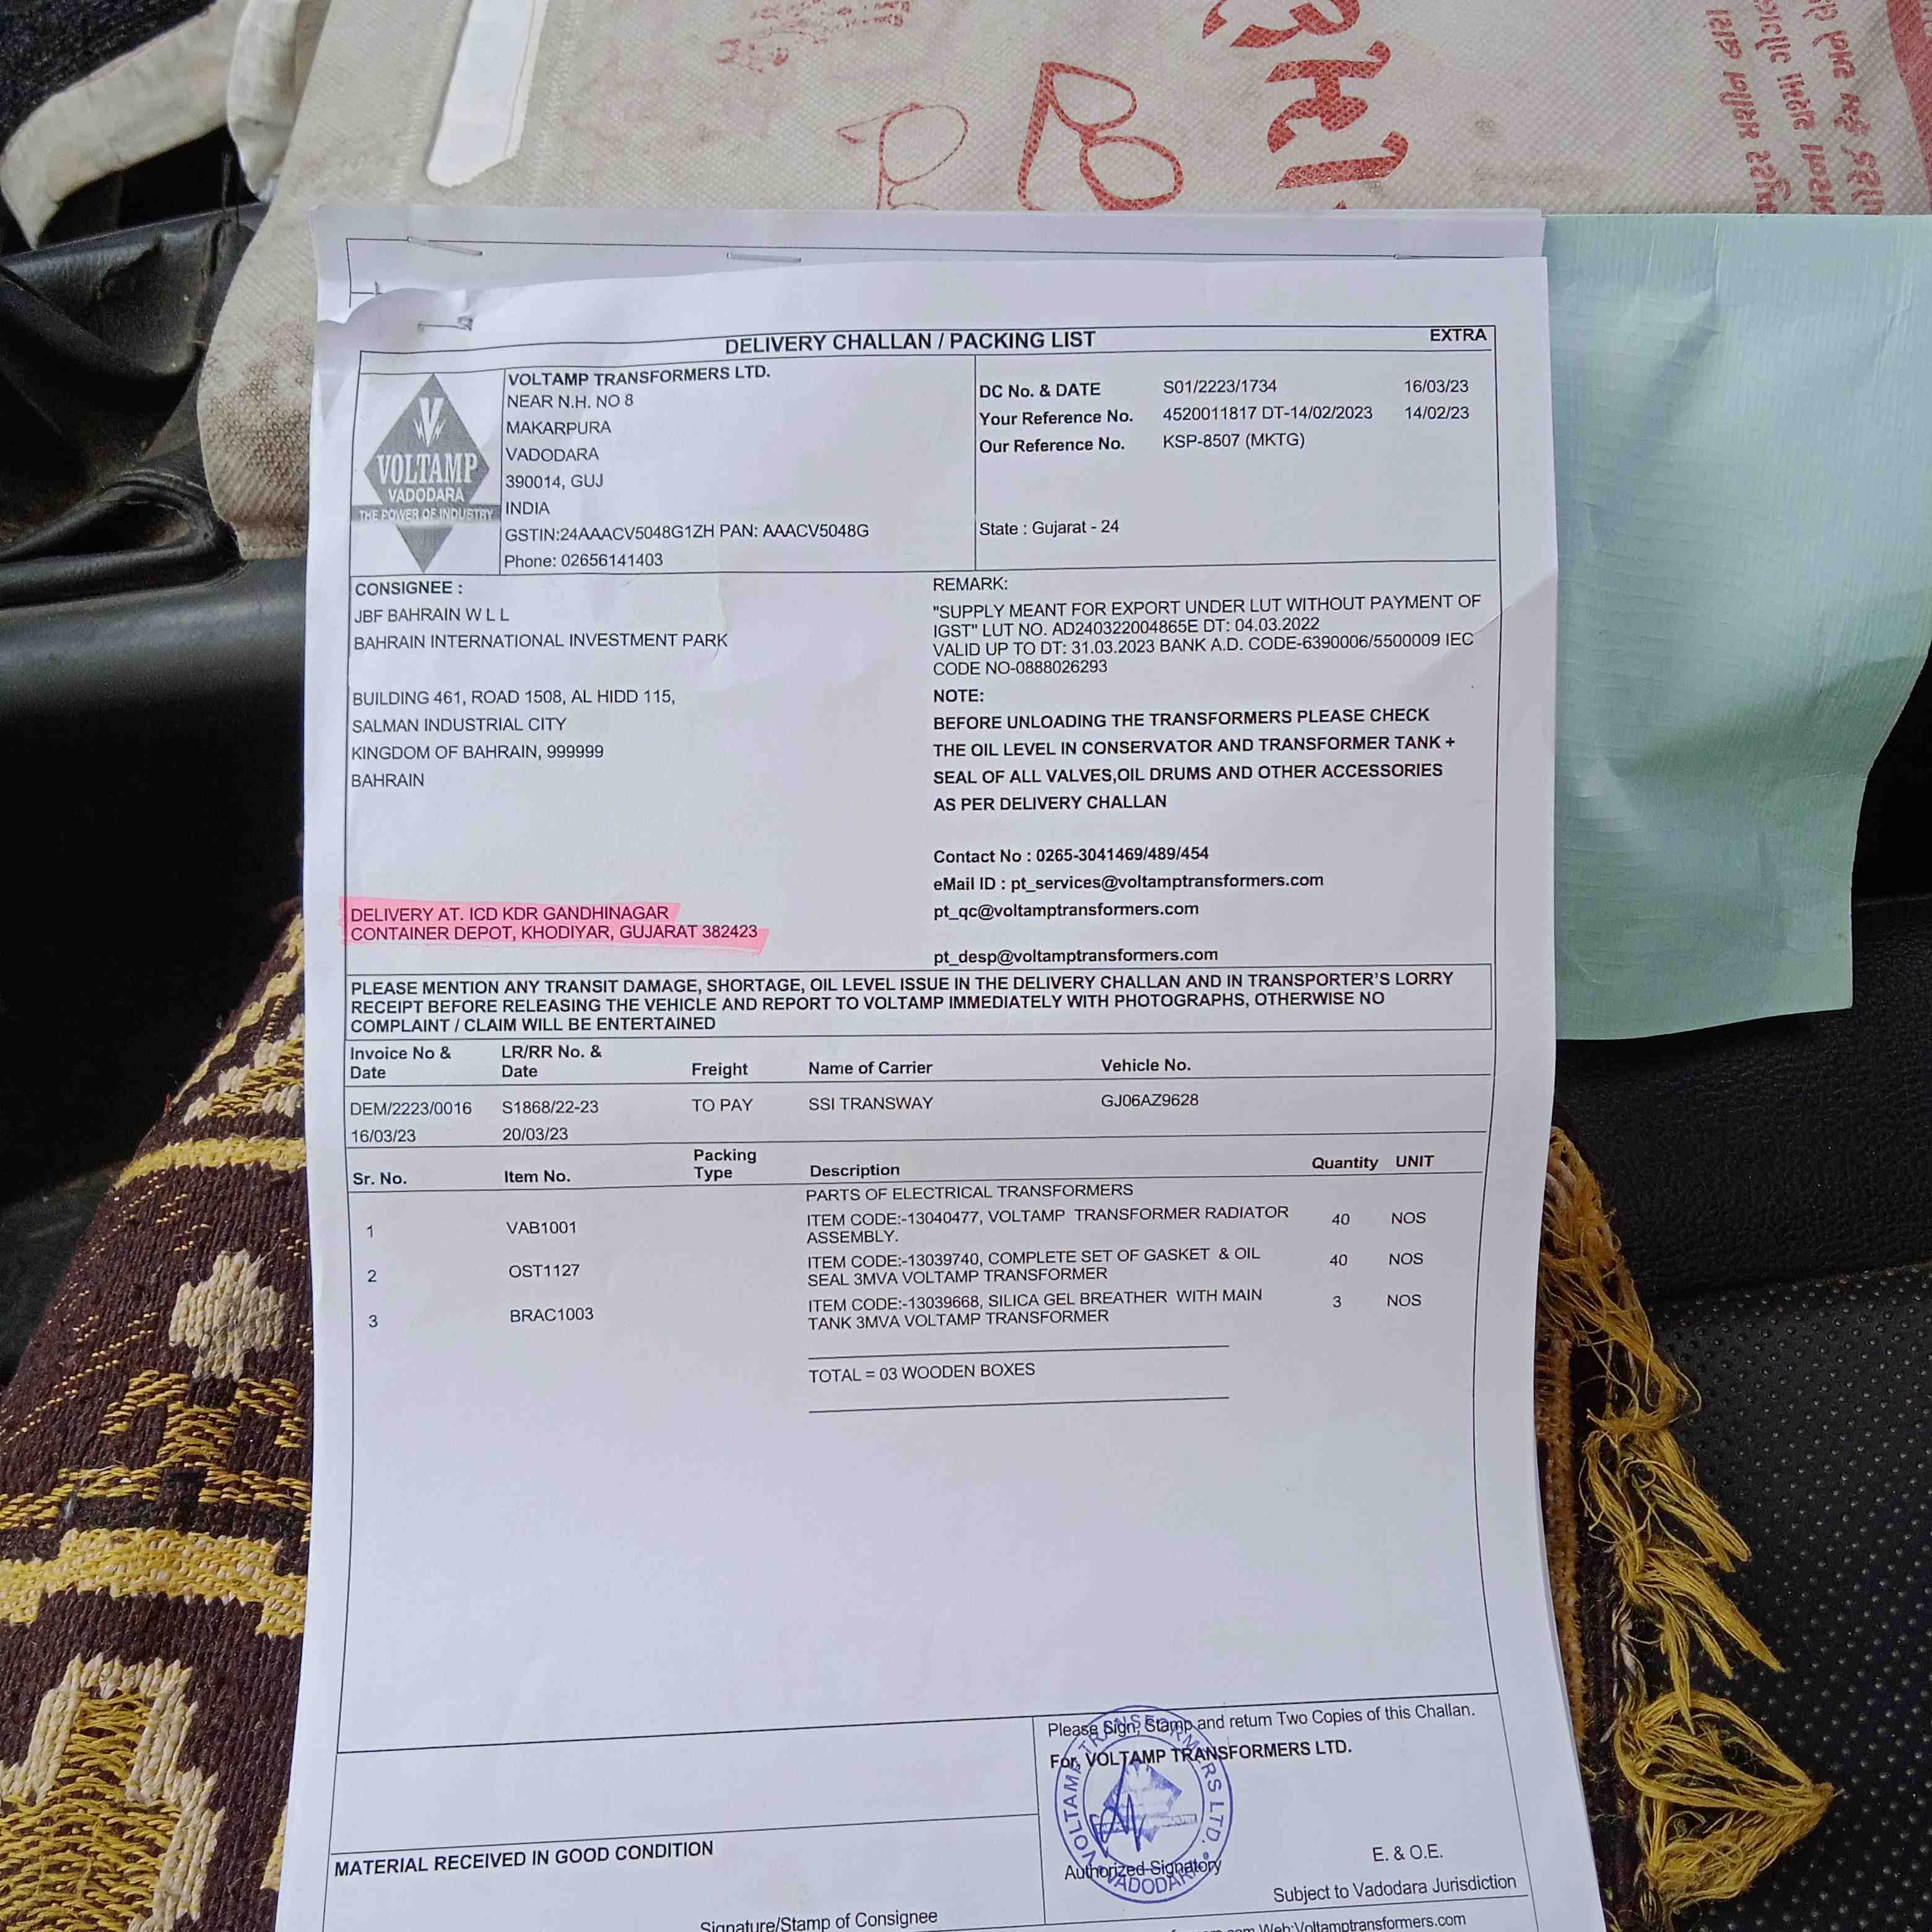 DELIVERY CHALLAN / PACKING LIST
EXTRA
VOLTAMP
VADODARA
THE POWER OF INDUSTRY
VOLTAMP TRANSFORMERS LTD.
NEAR N.H. NO 8
MAKARPURA
VADODARA
390014, GUJ
INDIA
GSTIN:24AAACV5048G1ZH PAN: AAACV5048G
Phone: 02656141403
DC No. & DATE S01/2223/1734 16/03/23
Your Reference No. 4520011817 DT-14/02/2023 14/02/23
Our Reference No. KSP-8507 (MKTG)
State : Gujarat - 24
CONSIGNEE :
JBF BAHRAIN W L L
BAHRAIN INTERNATIONAL INVESTMENT PARK
BUILDING 461, ROAD 1508, AL HIDD 115,
SALMAN INDUSTRIAL CITY
KINGDOM OF BAHRAIN, 999999
BAHRAIN
DELIVERY AT. ICD KDR GANDHINAGAR
CONTAINER DEPOT, KHODIYAR, GUJARAT 382423
REMARK:
"SUPPLY MEANT FOR EXPORT UNDER LUT WITHOUT PAYMENT OF
IGST" LUT NO. AD240322004865E DT: 04.03.2022
VALID UP TO DT: 31.03.2023 BANK A.D. CODE-6390006/5500009 IEC
CODE NO-0888026293
NOTE:
BEFORE UNLOADING THE TRANSFORMERS PLEASE CHECK
THE OIL LEVEL IN CONSERVATOR AND TRANSFORMER TANK +
SEAL OF ALL VALVES,OIL DRUMS AND OTHER ACCESSORIES
AS PER DELIVERY CHALLAN
Contact No : 0265-3041469/489/454
eMail ID : pt_services@voltamptransformers.com
pt_qc@voltamptransformers.com
pt_desp@voltamptransformers.com
PLEASE MENTION ANY TRANSIT DAMAGE, SHORTAGE, OIL LEVEL ISSUE IN THE DELIVERY CHALLAN AND IN TRANSPORTER'S LORRY
RECEIPT BEFORE RELEASING THE VEHICLE AND REPORT TO VOLTAMP IMMEDIATELY WITH PHOTOGRAPHS, OTHERWISE NO
COMPLAINT / CLAIM WILL BE ENTERTAINED
Invoice No & Date LR/RR No. & Date Freight Name of Carrier Vehicle No.
DEM/2223/0016 S1868/22-23 TO PAY SSI TRANSWAY GJ06AZ9628
16/03/23 20/03/23
Sr. No. Item No. Packing Type Description Quantity UNIT
PARTS OF ELECTRICAL TRANSFORMERS
1 VAB1001 ITEM CODE:-13040477, VOLTAMP TRANSFORMER RADIATOR 40 NOS
ASSEMBLY.
2 OST1127 ITEM CODE:-13039740, COMPLETE SET OF GASKET & OIL 40 NOS
SEAL 3MVA VOLTAMP TRANSFORMER
3 BRAC1003 ITEM CODE:-13039668, SILICA GEL BREATHER WITH MAIN 3 NOS
TANK 3MVA VOLTAMP TRANSFORMER
TOTAL = 03 WOODEN BOXES
Please Sign, Stamp and return Two Copies of this Challan.
For, VOLTAMP TRANSFORMERS LTD.
VOLTAMP TRANSFORMERS LTD.
VADODARA
MATERIAL RECEIVED IN GOOD CONDITION
Authorized Signatory
E. & O.E.
Subject to Vadodara Jurisdiction
Signature/Stamp of Consignee
Web:Voltamptransformers.com